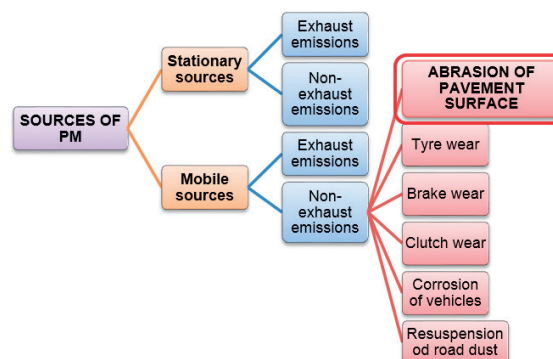 SOURCES OF
PM
Stationary
sources
Mobile
sources
Exhaust
emissions
Non-
exhaust
emissions
Exhaust
emissions
Non-
exhaust
emissions
ABRASION OF
PAVEMENT
SURFACE
Tyre wear
Brake wear
Clutch wear
Corrosion
of vehicles
Resuspension
od road dust